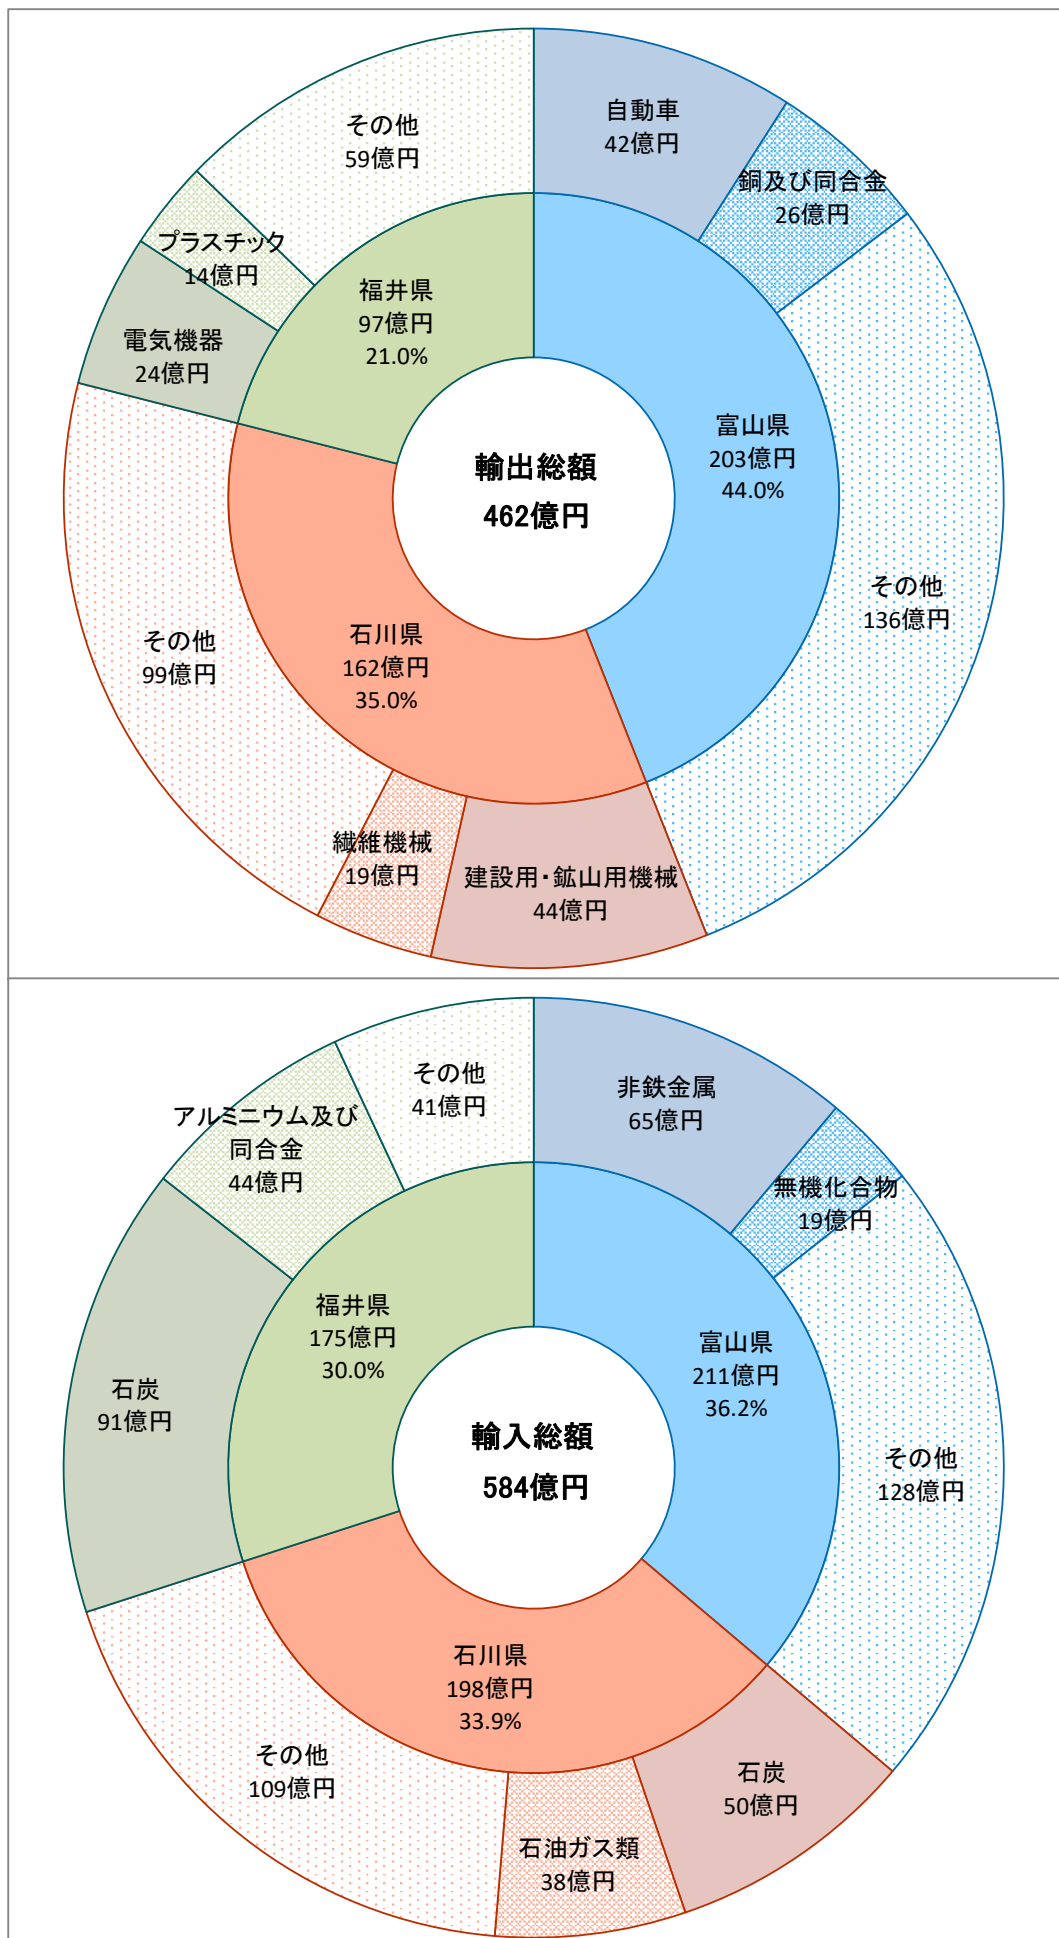 その他
59億円
自動車
42億円
銅及び同合金
26億円
プラスチック
14億円
電気機器
24億円
福井県
97億円
21.0%
富山県
203億円
44.0%
輸出総額
462億円
その他
136億円
石川県
162億円
35.0%
その他
99億円
繊維機械
19億円
建設用・鉱山用機械
44億円
その他
41億円
非鉄金属
65億円
アルミニウム及び
同合金
44億円
無機化合物
19億円
福井県
175億円
30.0%
富山県
211億円
36.2%
石炭
91億円
輸入総額
584億円
その他
128億円
石川県
198億円
33.9%
その他
109億円
石油ガス類
38億円
石炭
50億円